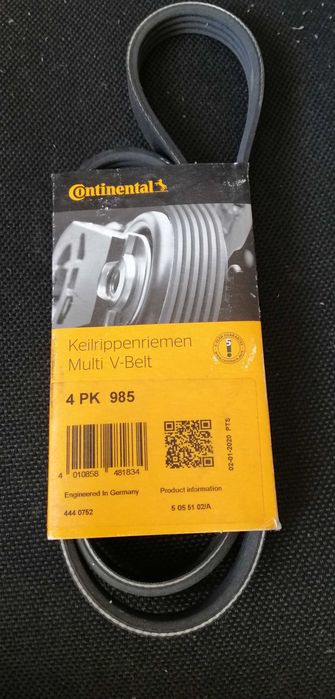 Continental
Keilrippenriemen
Multi V-Belt
4 PK 985
4 010858 481834
02-01-2020 PTS
Engineered In Germany
Product information
444 0752
5 05 51 02/A